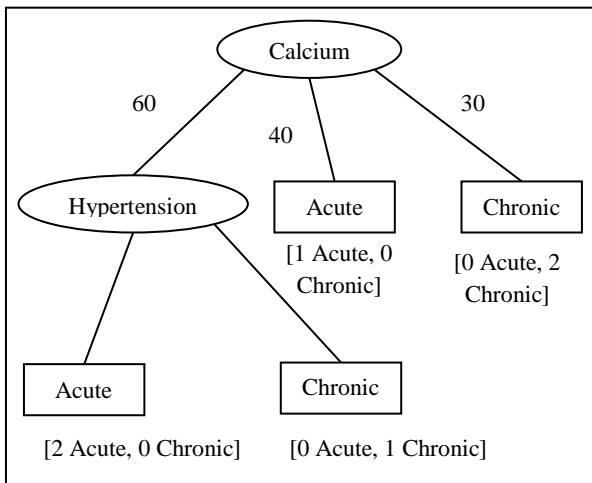 Calcium
60
40
30
Hypertension
Acute
Chronic
[1 Acute, 0
Chronic]
[0 Acute, 2
Chronic]
Acute
Chronic
[2 Acute, 0 Chronic]
[0 Acute, 1 Chronic]